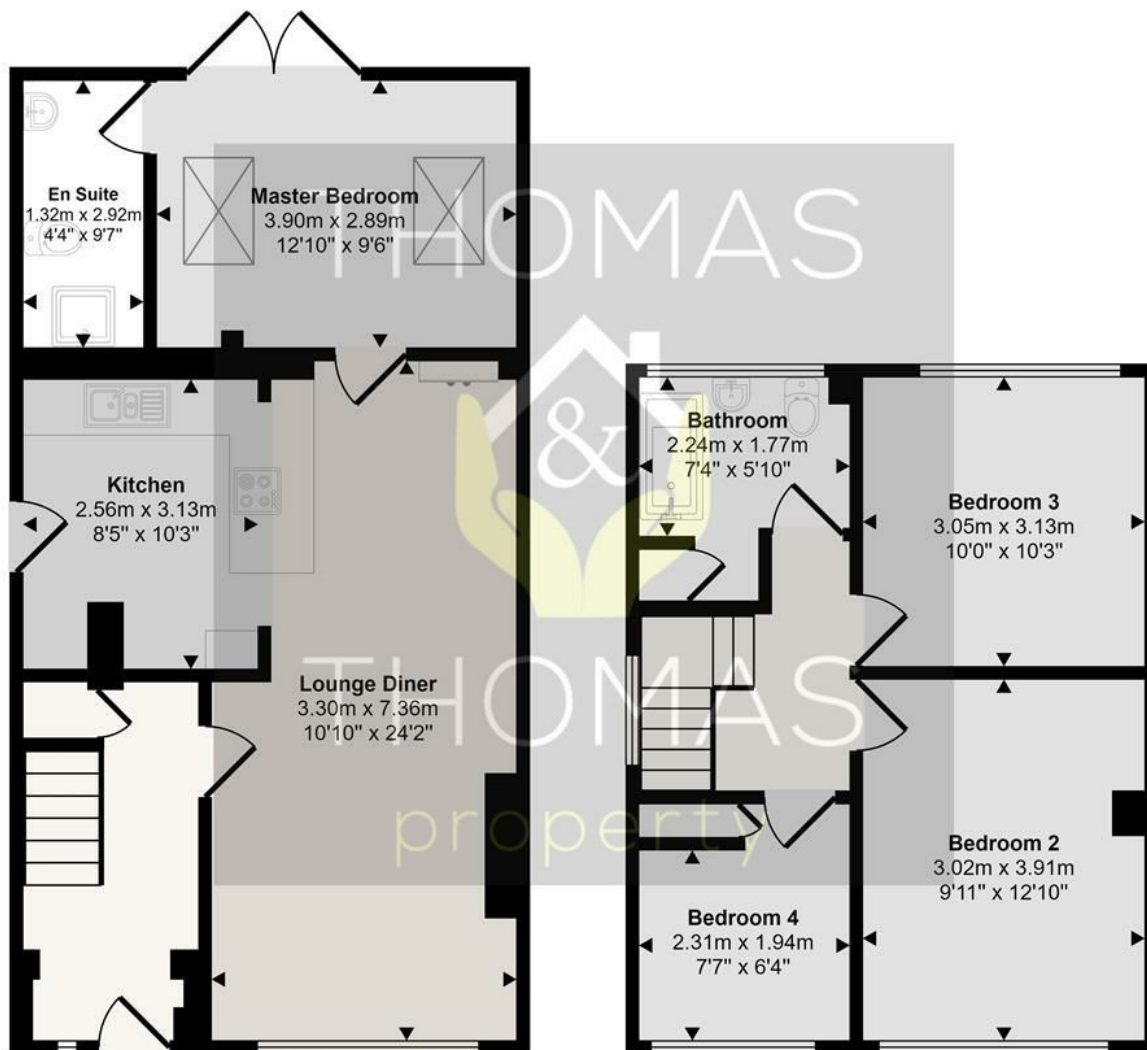 En Suite
1.32m x 2.92m
4'4" x 9'7"
Master Bedroom
3.90m x 2.89m
12'10" x 9'6"
THOMAS
&
THOMAS
property
Kitchen
2.56m x 3.13m
8'5" x 10'3"
Lounge Diner
3.30m x 7.36m
10'10" x 24'2"
Bathroom
2.24m x 1.77m
7'4" x 5'10"
Bedroom 3
3.05m x 3.13m
10'0" x 10'3"
Bedroom 2
3.02m x 3.91m
9'11" x 12'10"
Bedroom 4
2.31m x 1.94m
7'7" x 6'4"